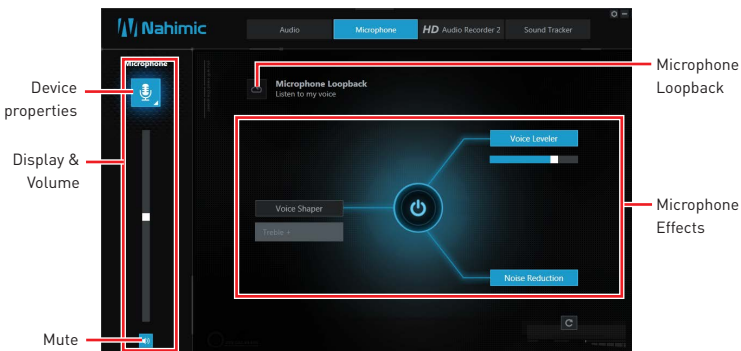 Nahimic
Audio
Microphone
HD Audio Recorder 2
Sound Tracker
Microphone
Microphone Loopback
Listen to my voice
Voice Leveler
Voice Shaper
Treble +
Noise Reduction
Device
properties
Display &
Volume
Mute
Microphone
Loopback
Microphone
Effects